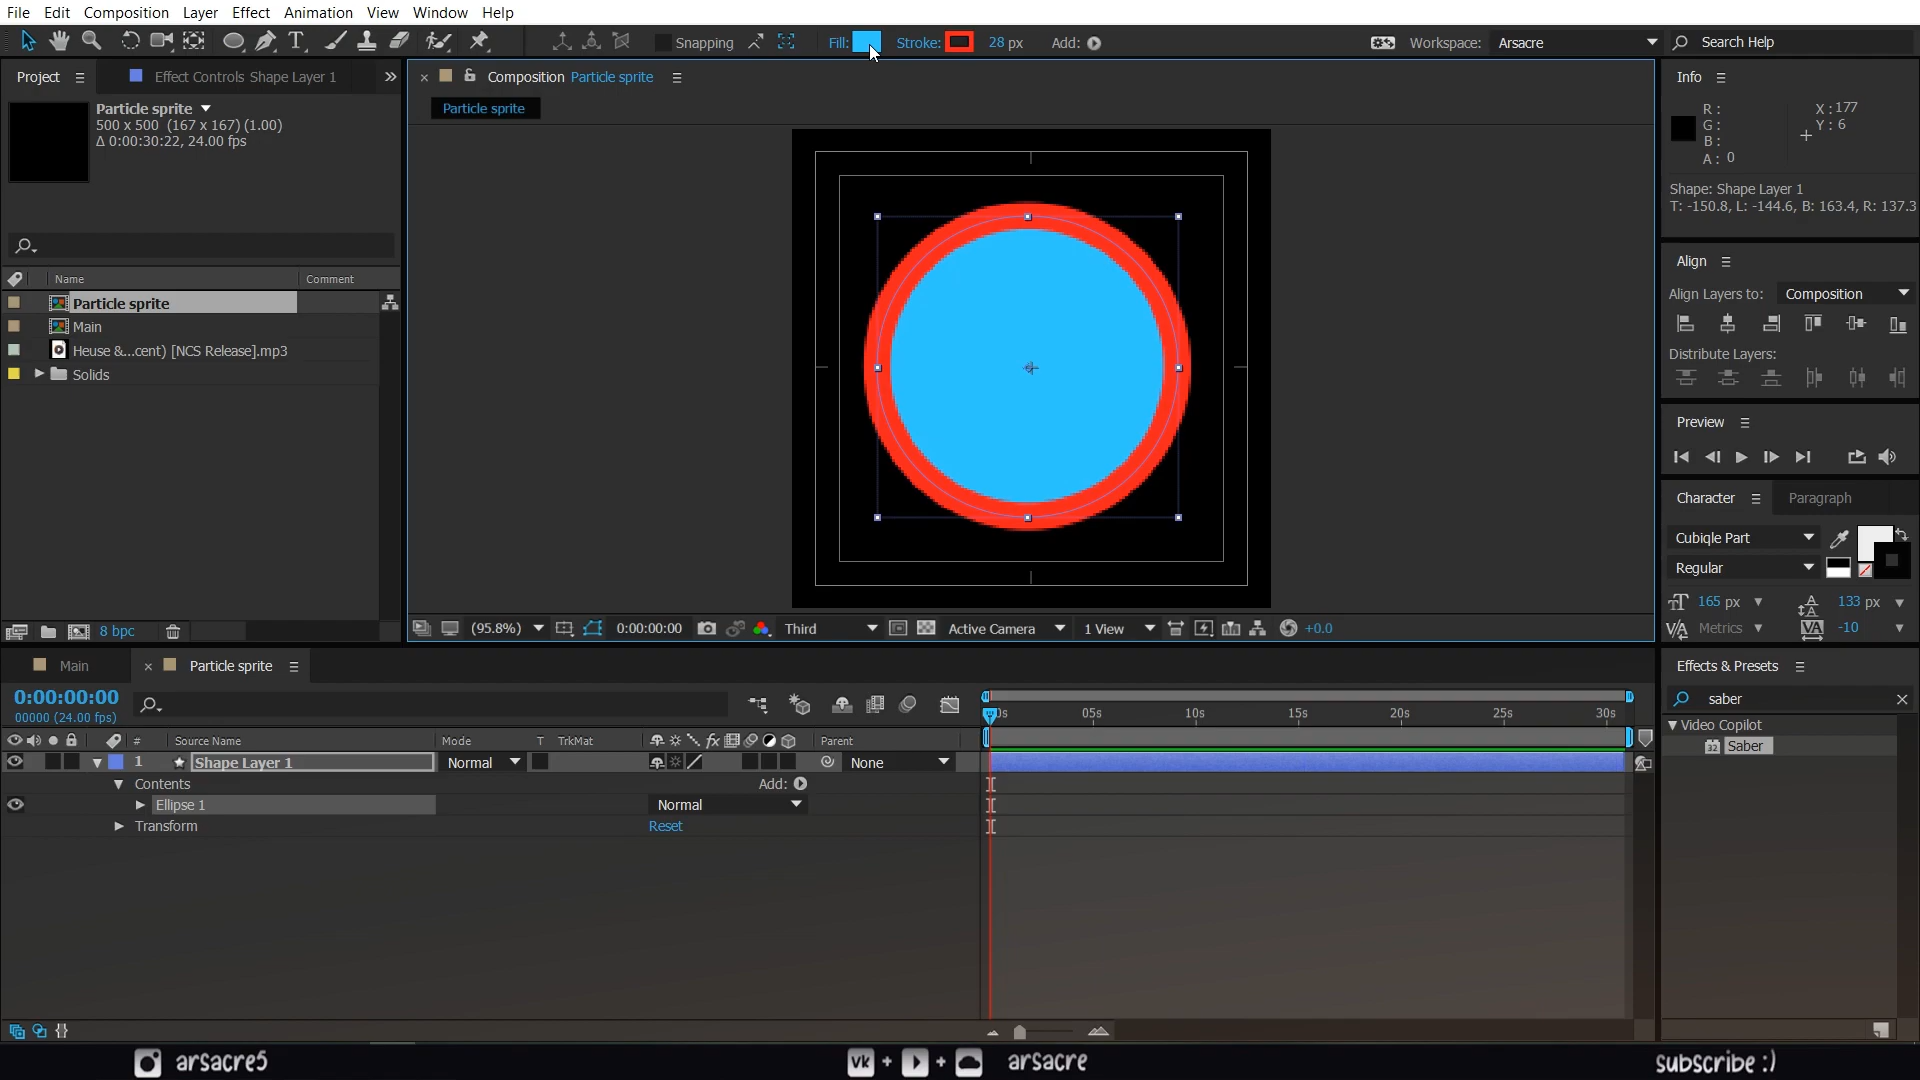 File Edit Composition Layer Effect Animation View Window Help
Snapping Fill: Stroke: 28 px Add: Workspace: Arsacre Search Help
Project Effect Controls Shape Layer 1
Particle sprite
500 x 500 (167 x 167) (1.00)
Δ 0:00:30:22, 24.00 fps
Name Comment
Particle sprite
Main
Heuse &...cent) [NCS Release].mp3
Solids
8 bpc
Composition Particle sprite
Particle sprite
(95.8%) 0:00:00:00 Third Active Camera 1 View +0.0
Info
R:
G:
B:
A: 0
X: 177
Y: 6
Shape: Shape Layer 1
T: -150.8, L: -144.6, B: 163.4, R: 137.3
Align
Align Layers to: Composition
Distribute Layers:
Preview
Character Paragraph
Cubiqle Part
Regular
165 px 133 px
Metrics -10
Effects & Presets
saber
Video Copilot
32 Saber
Main Particle sprite
0:00:00:00
00000 (24.00 fps)
# Source Name Mode T TrkMat Parent
1 Shape Layer 1 Normal None
Contents Add:
Ellipse 1 Normal
Transform Reset
05s 10s 15s 20s 25s 30s
arsacre5 VK + + arsacre subscribe :)